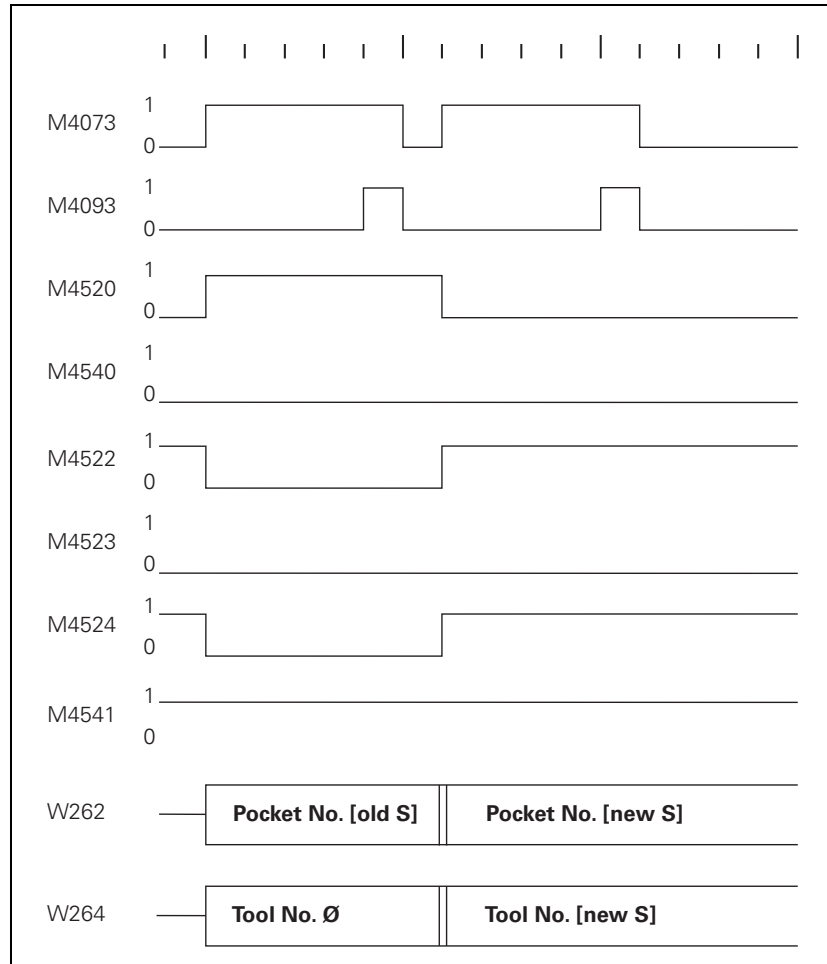 M4073 1 0
M4093 1 0
M4520 1 0
M4540 1 0
M4522 1 0
M4523 1 0
M4524 1 0
M4541 1 0
W262 Pocket No. [old S] Pocket No. [new S]
W264 Tool No. Ø Tool No. [new S]